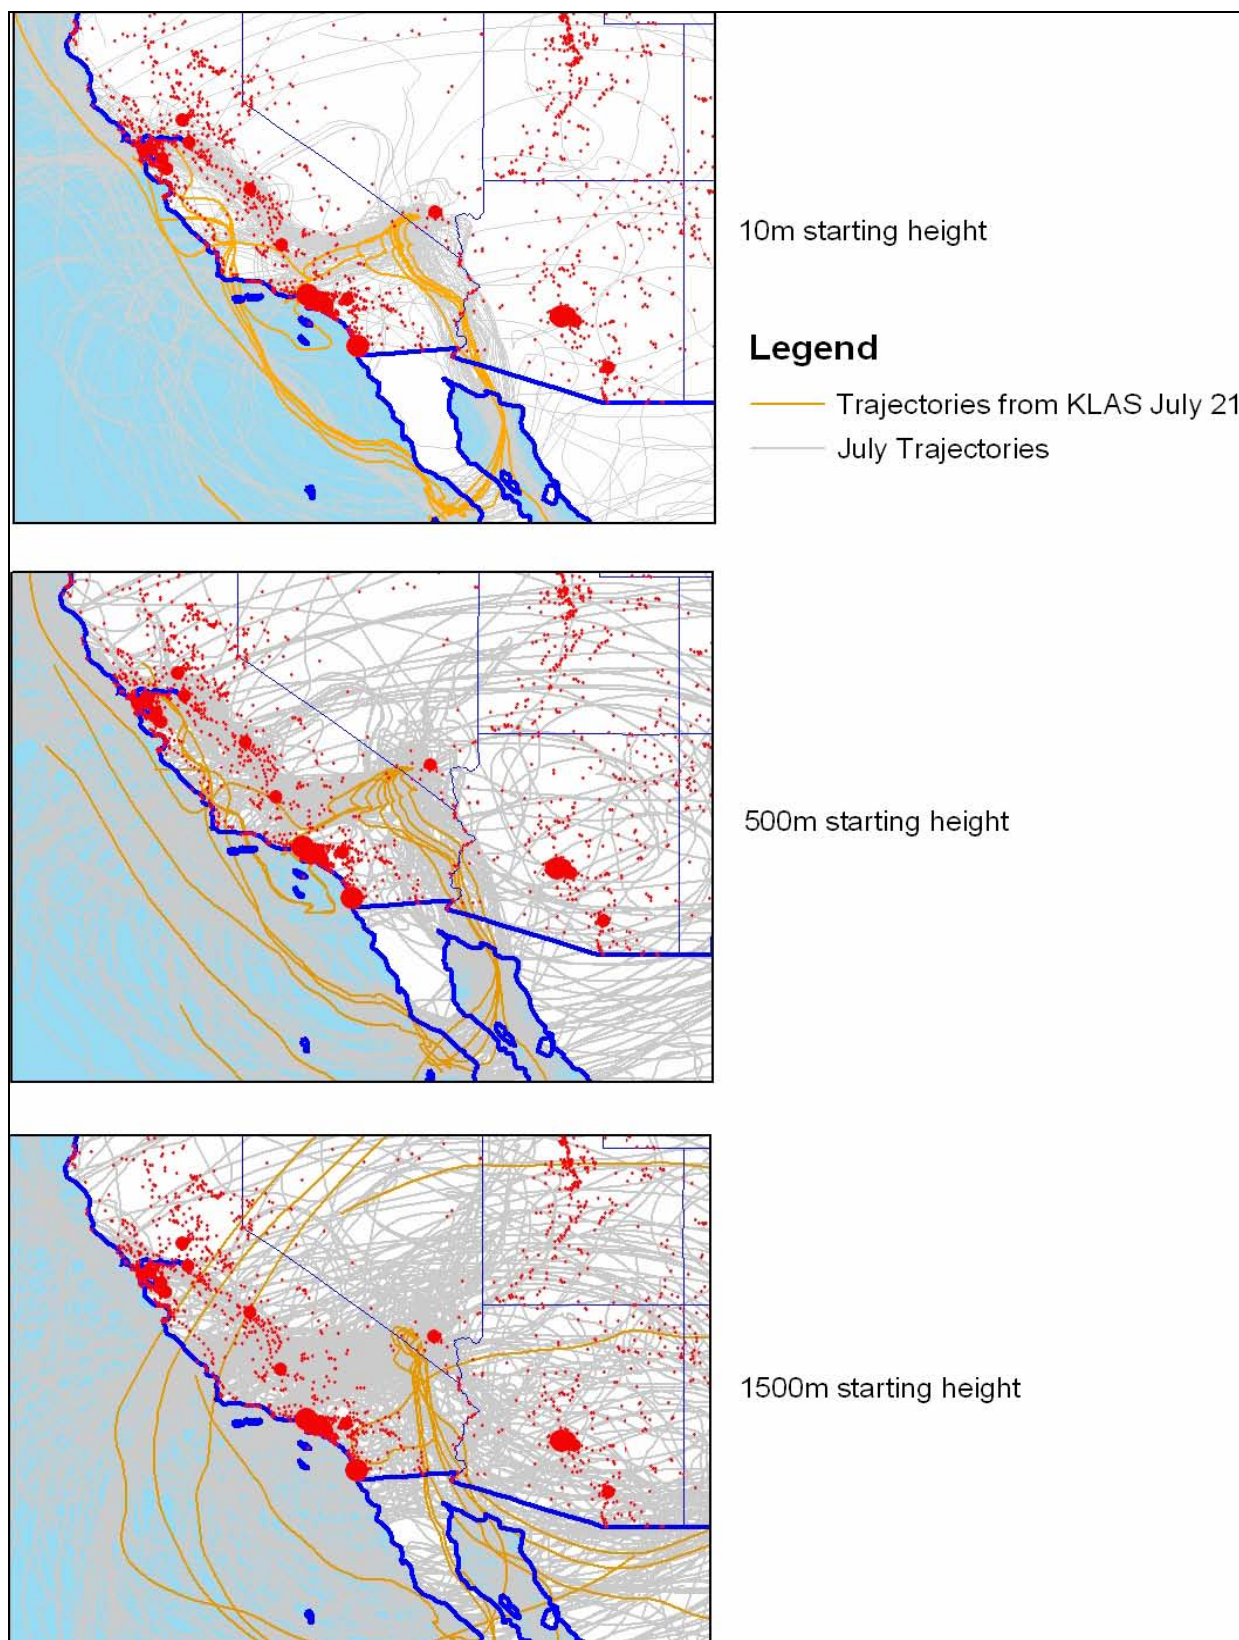 10m starting height
Legend
Trajectories from KLAS July 21
July Trajectories
500m starting height
1500m starting height